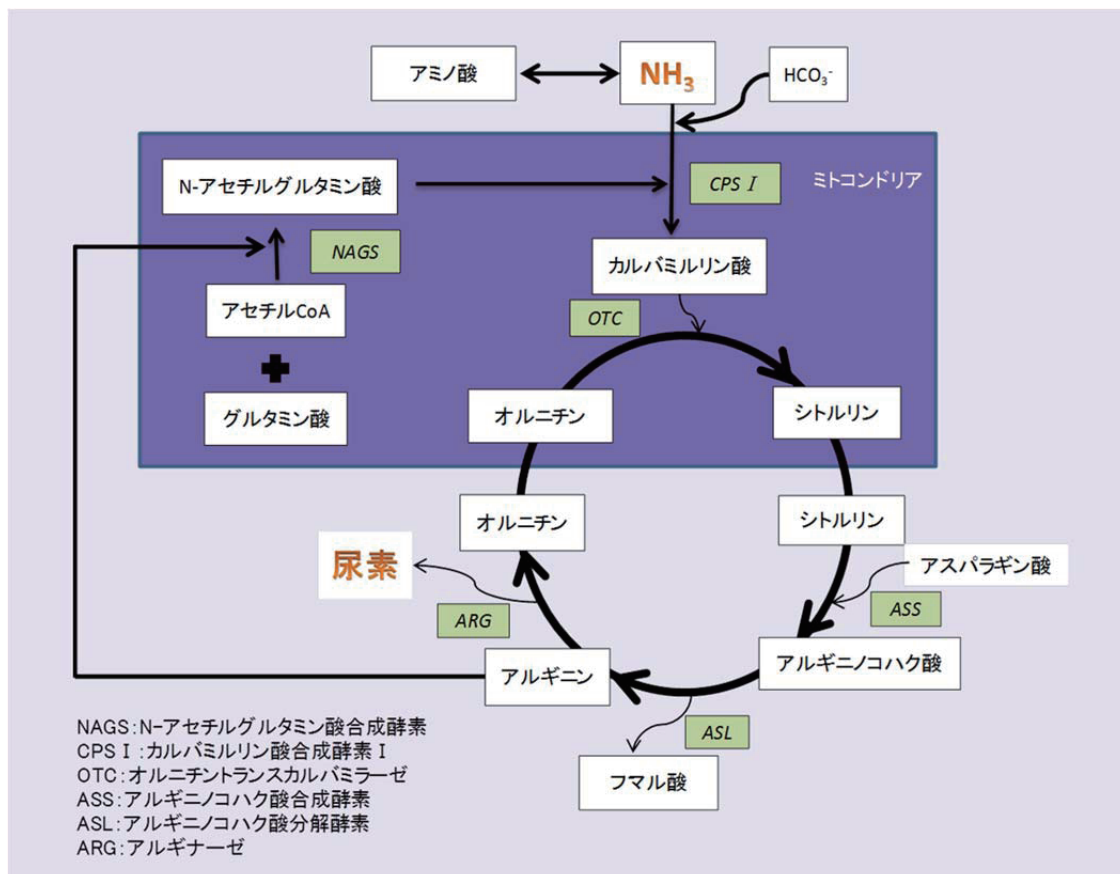 アミノ酸
NH₃
HCO₃⁻
ミトコンドリア
N-アセチルグルタミン酸
CPS Ⅰ
NAGS
カルバミルリン酸
アセチルCoA
OTC
グルタミン酸
オルニチン
シトルリン
オルニチン
シトルリン
尿素
アスパラギン酸
ARG
ASS
アルギニン
アルギニノコハク酸
ASL
フマル酸
NAGS:N-アセチルグルタミン酸合成酵素
CPSⅠ:カルバミルリン酸合成酵素Ⅰ
OTC:オルニチントランスカルバミラーゼ
ASS:アルギニノコハク酸合成酵素
ASL:アルギニノコハク酸分解酵素
ARG:アルギナーゼ